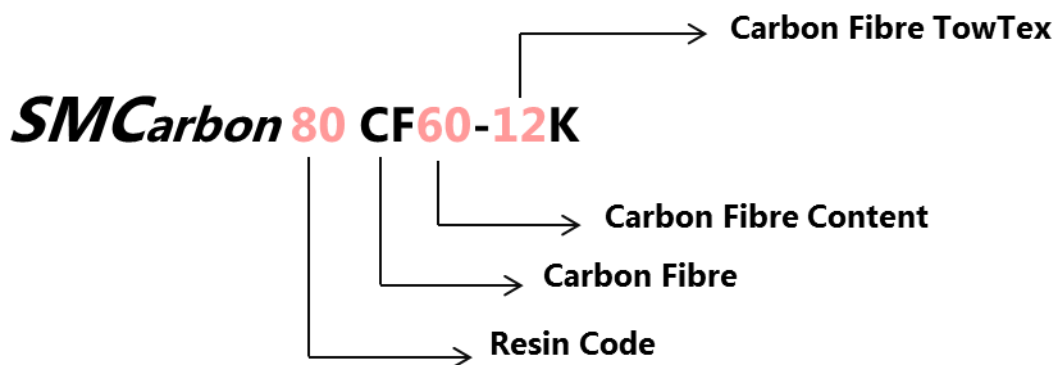 Carbon Fibre TowTex
SMCarbon 80 CF60-12K
Carbon Fibre Content
Carbon Fibre
Resin Code